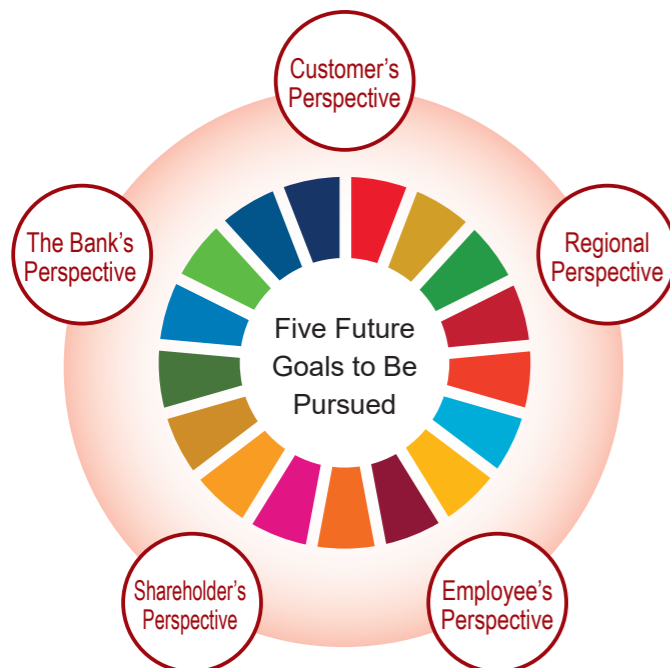 Customer's
Perspective
The Bank's
Perspective
Regional
Perspective
Five Future
Goals to Be
Pursued
Shareholder's
Perspective
Employee's
Perspective